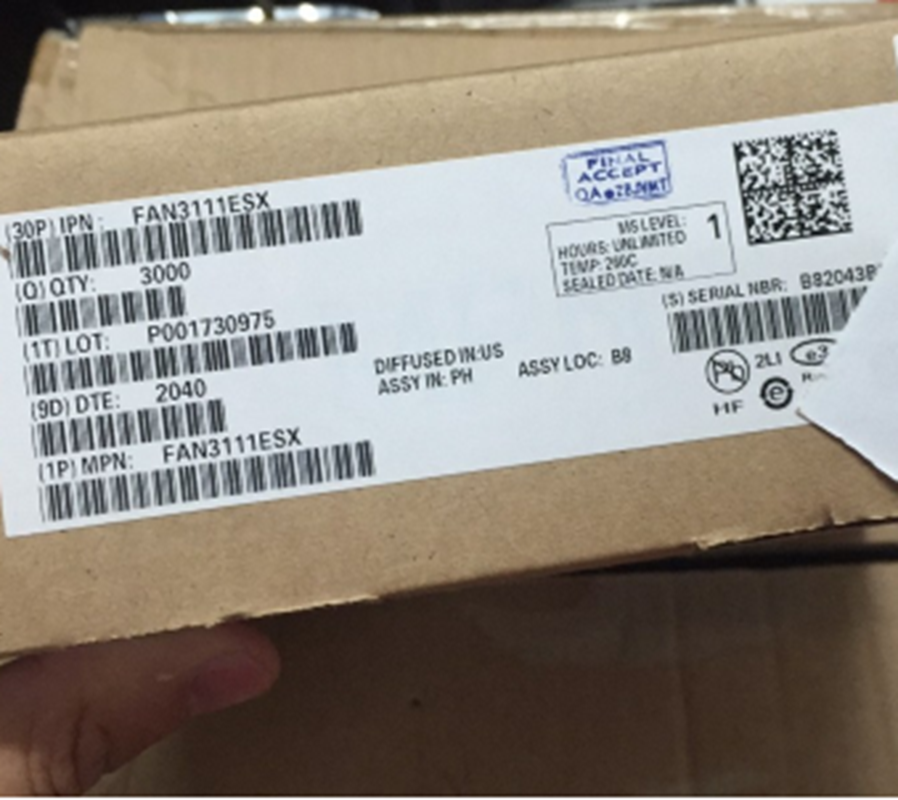 (30P) IPN: FAN3111ESX
(Q) QTY: 3000
(1T) LOT: P001730975
(9D) DTE: 2040
(1P) MPN: FAN3111ESX
DIFFUSED IN:US
ASSY IN: PH
ASSY LOC: B8
FINAL
ACCEPT
MS LEVEL: 1
HOURS: UNLIMITED
TEMP: 260C
SEALED DATE: N/A
(S) SERIAL NBR: B82043B
Pb 2LI e3
HF e